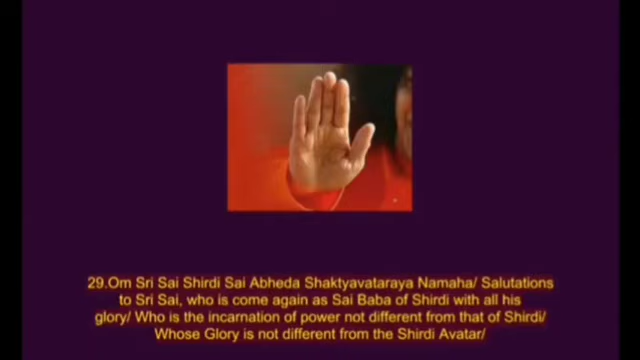 29.Om Sri Sai Shirdi Sai Abheda Shaktyavataraya Namaha/ Salutations
to Sri Sai, who is come again as Sai Baba of Shirdi with all his
glory/ Who is the incarnation of power not different from that of Shirdi/
Whose Glory is not different from the Shirdi Avatar/